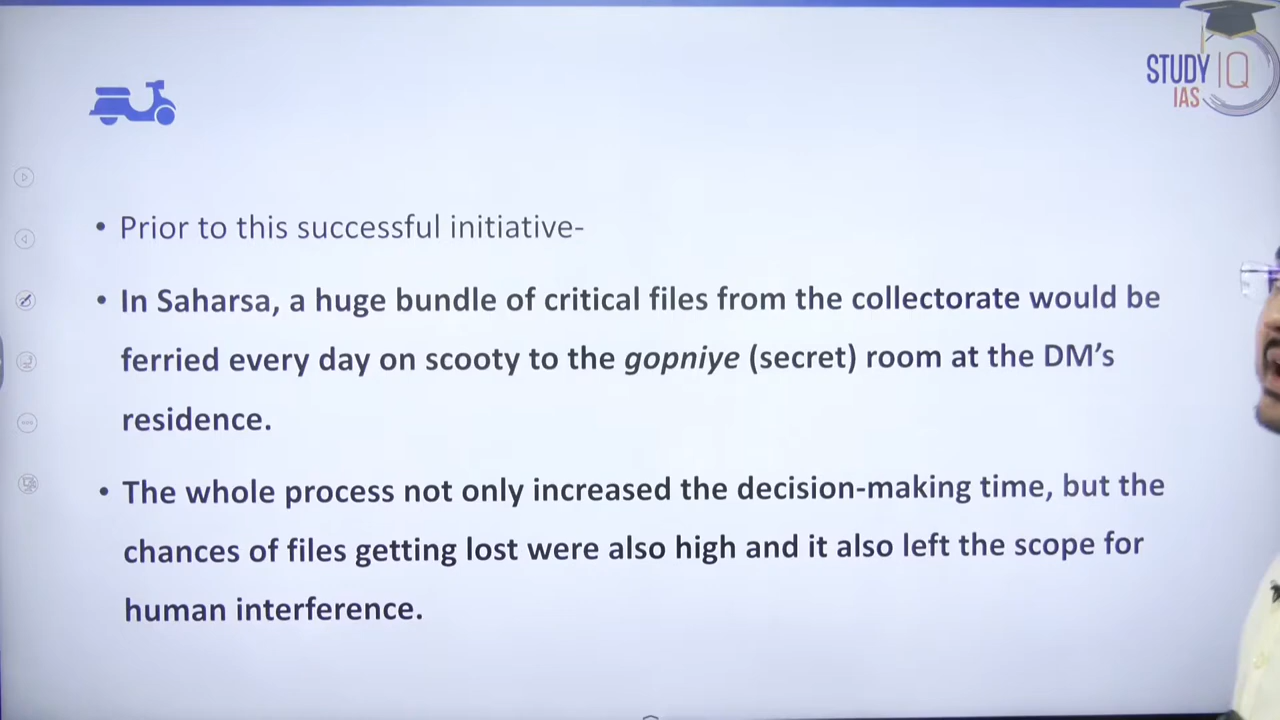 STUDY IQ
IAS
• Prior to this successful initiative-
• In Saharsa, a huge bundle of critical files from the collectorate would be
ferried every day on scooty to the gopniye (secret) room at the DM’s
residence.
• The whole process not only increased the decision-making time, but the
chances of files getting lost were also high and it also left the scope for
human interference.